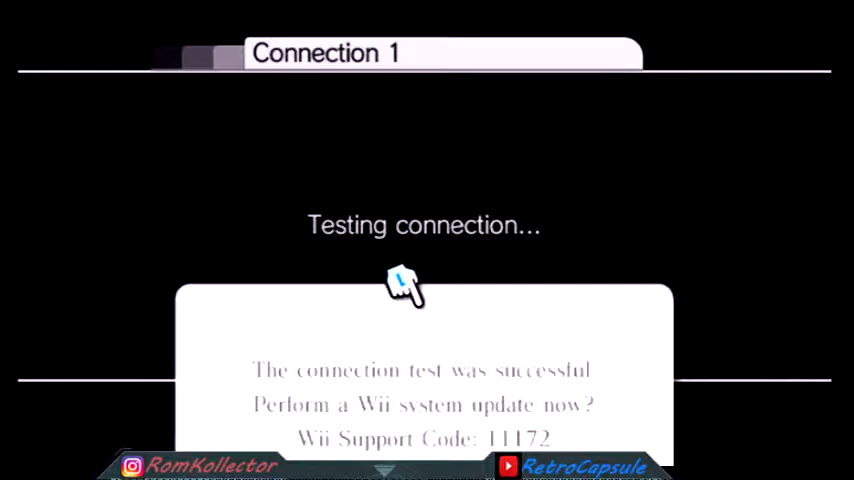 Connection 1
Testing connection...
The connection test was successful
Perform a Wii system update now?
Wii Support Code: 11172
RomKollector
RetroCapsule